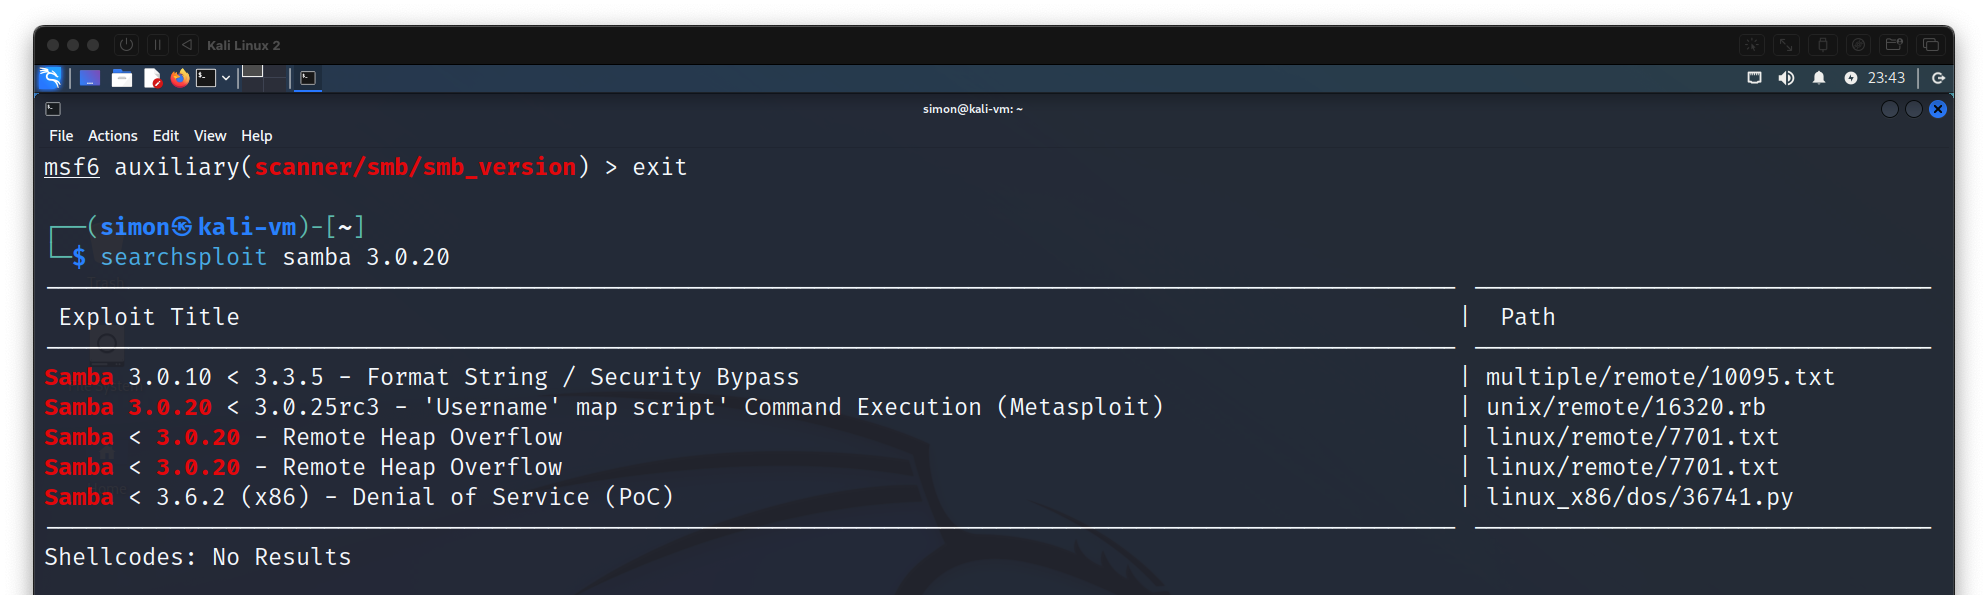 Kali Linux 2
23:43
simon@kali-vm: ~
File Actions Edit View Help
msf6 auxiliary(scanner/smb/smb_version) > exit
┌──(simon㉿kali-vm)-[~]
└─$ searchsploit samba 3.0.20
Exploit Title | Path
Samba 3.0.10 < 3.3.5 - Format String / Security Bypass | multiple/remote/10095.txt
Samba 3.0.20 < 3.0.25rc3 - 'Username' map script' Command Execution (Metasploit) | unix/remote/16320.rb
Samba < 3.0.20 - Remote Heap Overflow | linux/remote/7701.txt
Samba < 3.0.20 - Remote Heap Overflow | linux/remote/7701.txt
Samba < 3.6.2 (x86) - Denial of Service (PoC) | linux_x86/dos/36741.py
Shellcodes: No Results